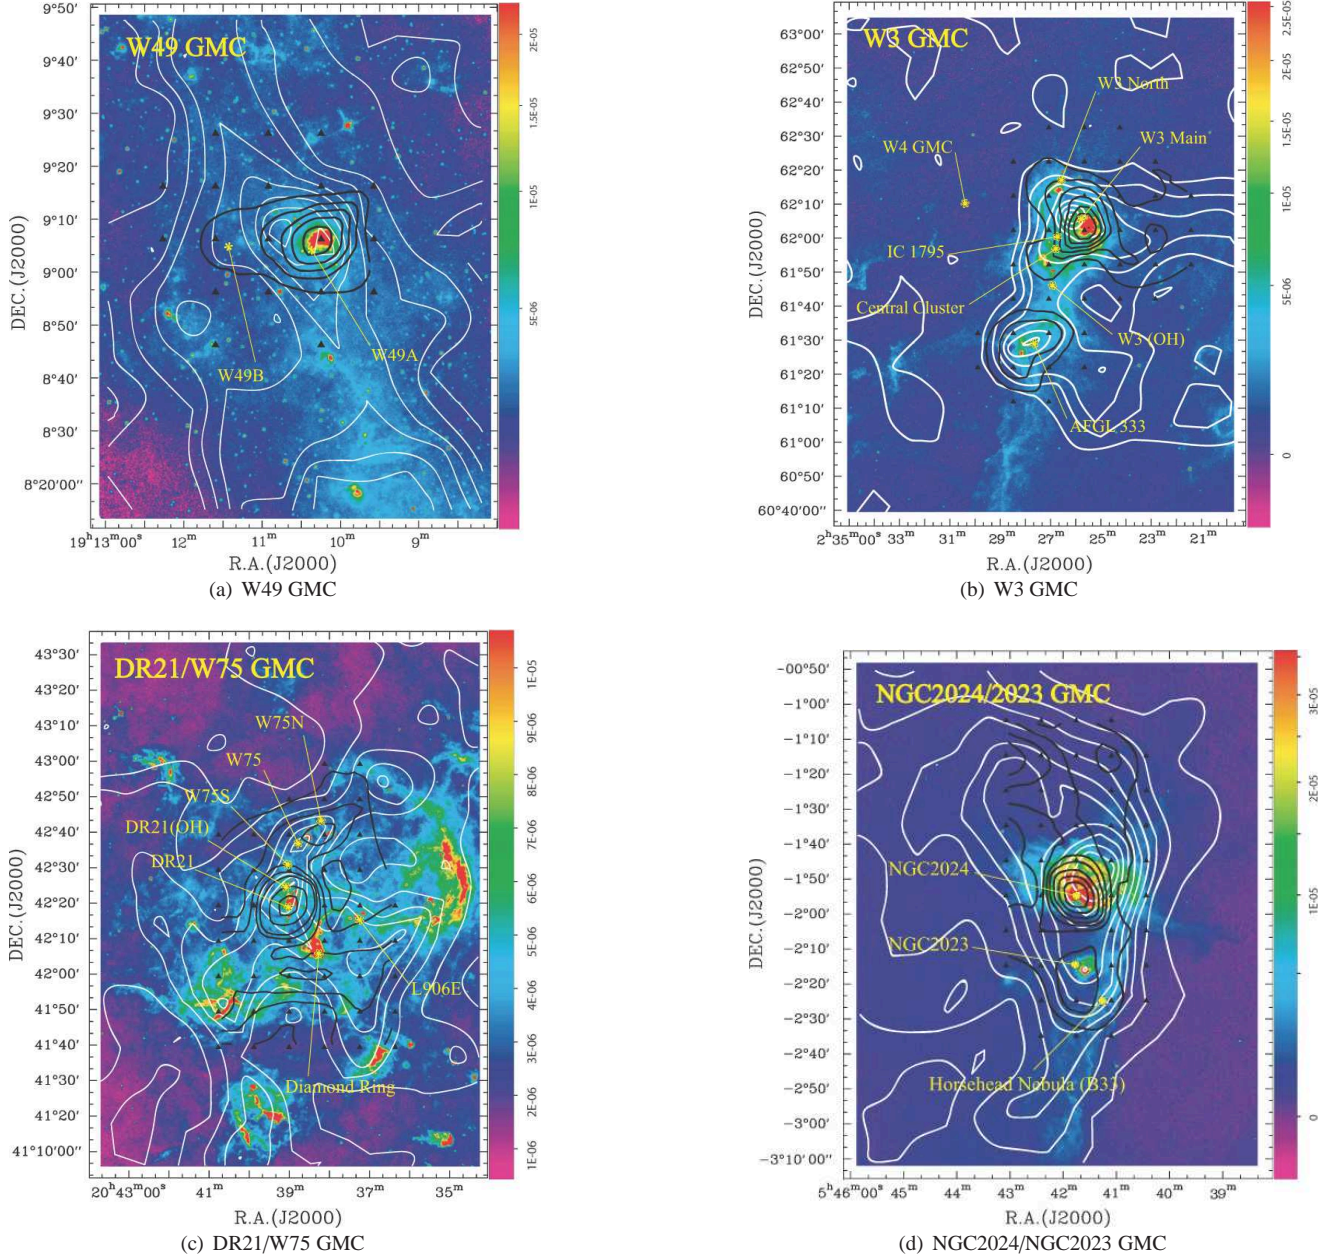 W49 GMC
9°50′
9°40′
9°30′
9°20′
9°10′
9°00′
8°50′
8°40′
8°30′
8°20′00″
DEC.(J2000)
W49A
W49B
19ʰ13ᵐ00ˢ 12ᵐ 11ᵐ 10ᵐ 9ᵐ
R.A.(J2000)
2E-05
1.5E-05
1E-05
5E-06
(a) W49 GMC
W3 GMC
63°00′
62°50′
62°40′
62°30′
62°20′
62°10′
62°00′
61°50′
61°40′
61°30′
61°20′
61°10′
61°00′
60°50′
60°40′00″
DEC.(J2000)
W3 North
W3 Main
W4 GMC
IC 1795
Central Cluster
W3 (OH)
AFGL 333
2ʰ35ᵐ00ˢ 33ᵐ 31ᵐ 29ᵐ 27ᵐ 25ᵐ 23ᵐ 21ᵐ
R.A.(J2000)
2.5E-05
2E-05
1.5E-05
1E-05
5E-06
0
(b) W3 GMC
DR21/W75 GMC
43°30′
43°20′
43°10′
43°00′
42°50′
42°40′
42°30′
42°20′
42°10′
42°00′
41°50′
41°40′
41°30′
41°20′
41°10′00″
DEC.(J2000)
W75N
W75
W75S
DR21(OH)
DR21
L906E
Diamond Ring
20ʰ43ᵐ00ˢ 41ᵐ 39ᵐ 37ᵐ 35ᵐ
R.A.(J2000)
1E-05
9E-06
8E-06
7E-06
6E-06
5E-06
4E-06
3E-06
2E-06
1E-06
(c) DR21/W75 GMC
NGC2024/2023 GMC
-0°50′
-1°00′
-1°10′
-1°20′
-1°30′
-1°40′
-1°50′
-2°00′
-2°10′
-2°20′
-2°30′
-2°40′
-2°50′
-3°00′
-3°10′00″
DEC.(J2000)
NGC2024
NGC2023
Horsehead Nobula (B33)
5ʰ46ᵐ00ˢ 45ᵐ 44ᵐ 43ᵐ 42ᵐ 41ᵐ 40ᵐ 39ᵐ
R.A.(J2000)
3E-05
2E-05
1E-05
0
(d) NGC2024/NGC2023 GMC